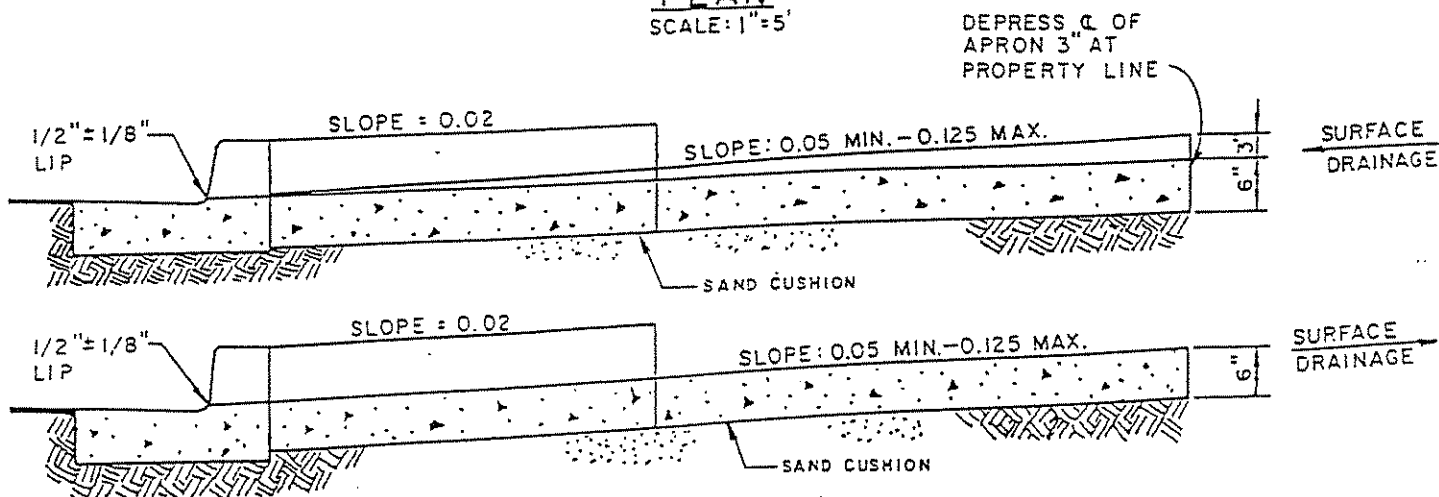 PLAN
SCALE: 1"=5'
DEPRESS ℄ OF
APRON 3" AT
PROPERTY LINE
1/2"±1/8"
LIP
SLOPE = 0.02
SLOPE: 0.05 MIN.-0.125 MAX.
3'
6"
SURFACE
DRAINAGE
SAND CUSHION
1/2"±1/8"
LIP
SLOPE = 0.02
SLOPE: 0.05 MIN.-0.125 MAX.
6"
SURFACE
DRAINAGE
SAND CUSHION